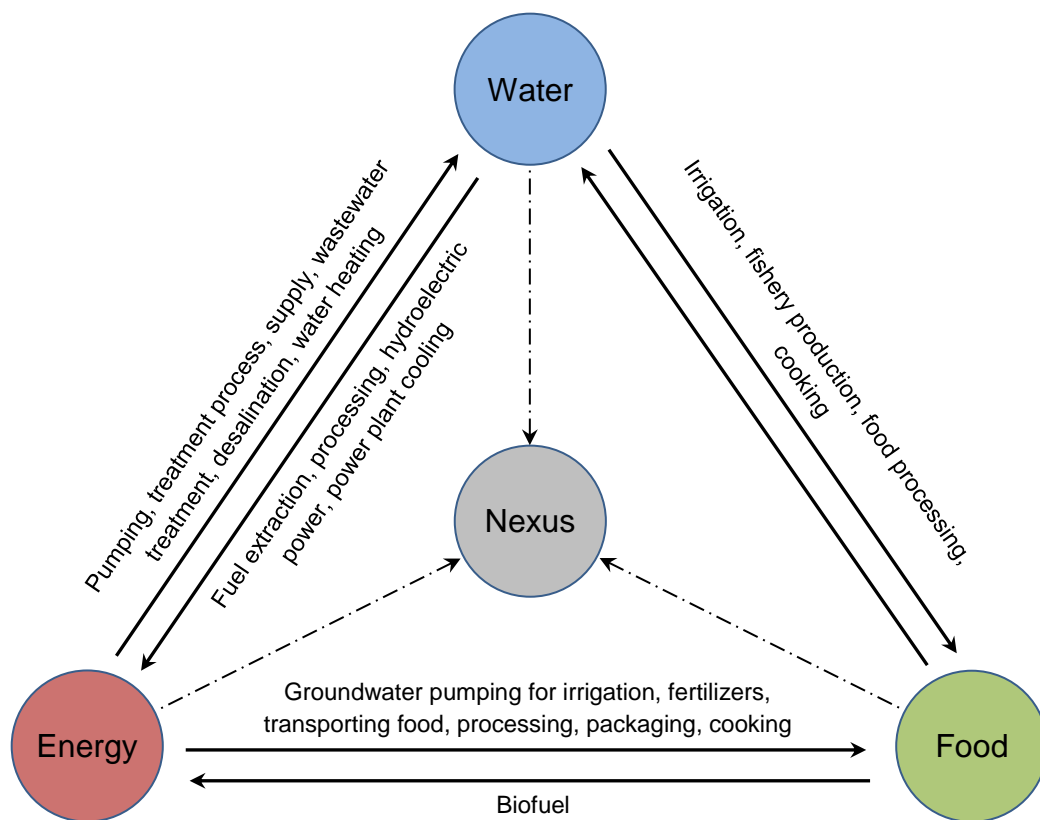 Water
Pumping, treatment process, supply, wastewater
treatment, desalination, water heating
Fuel extraction, processing, hydroelectric
power, power plant cooling
Irrigation, fishery production, food processing,
cooking
Nexus
Groundwater pumping for irrigation, fertilizers,
transporting food, processing, packaging, cooking
Energy
Food
Biofuel